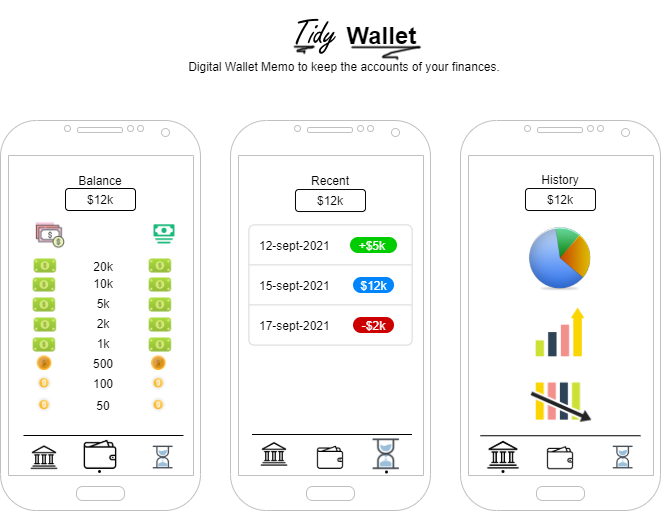 Tidy Wallet
Digital Wallet Memo to keep the accounts of your finances.
Balance
$12k
20k
10k
5k
2k
1k
500
100
50
Recent
$12k
12-sept-2021 +$5k
15-sept-2021 $12k
17-sept-2021 -$2k
History
$12k